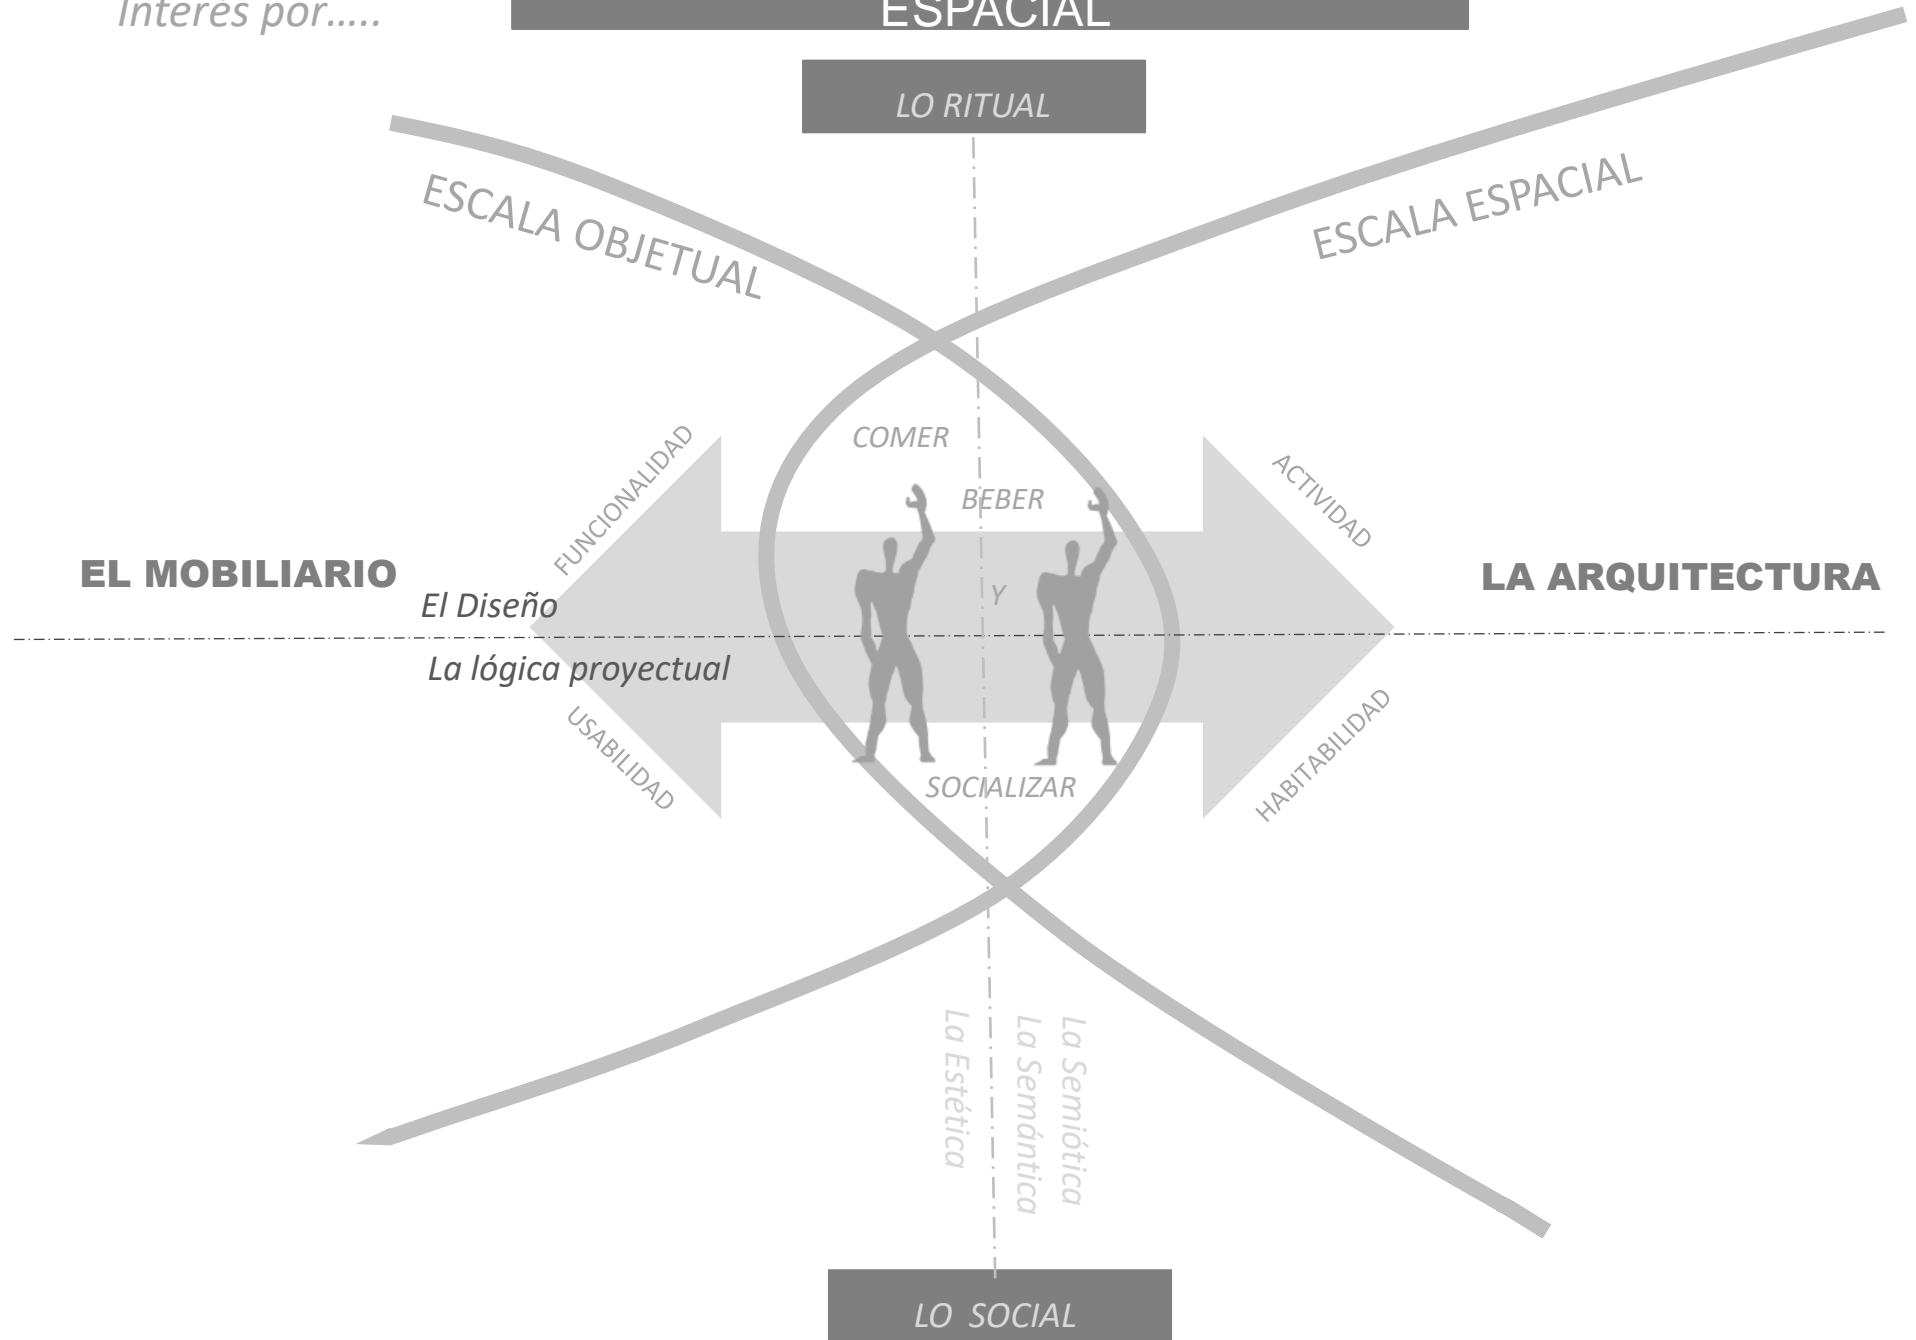 Interés por.....
ESPACIAL
LO RITUAL
ESCALA OBJETUAL
ESCALA ESPACIAL
COMER
BEBER
Y
SOCIALIZAR
FUNCIONALIDAD
ACTIVIDAD
EL MOBILIARIO
LA ARQUITECTURA
El Diseño
La lógica proyectual
USABILIDAD
HABITABILIDAD
La Estética
La Semántica
La Semiótica
LO SOCIAL